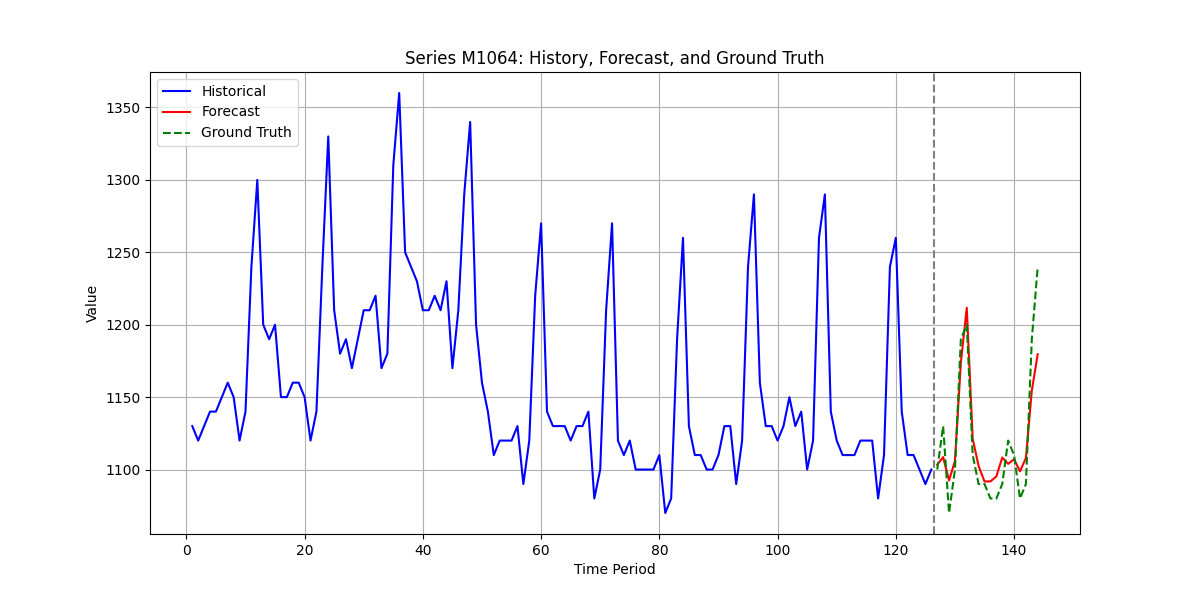 Series M1064: History, Forecast, and Ground Truth
Historical
Forecast
Ground Truth
Value
1350
1300
1250
1200
1150
1100
0 20 40 60 80 100 120 140
Time Period